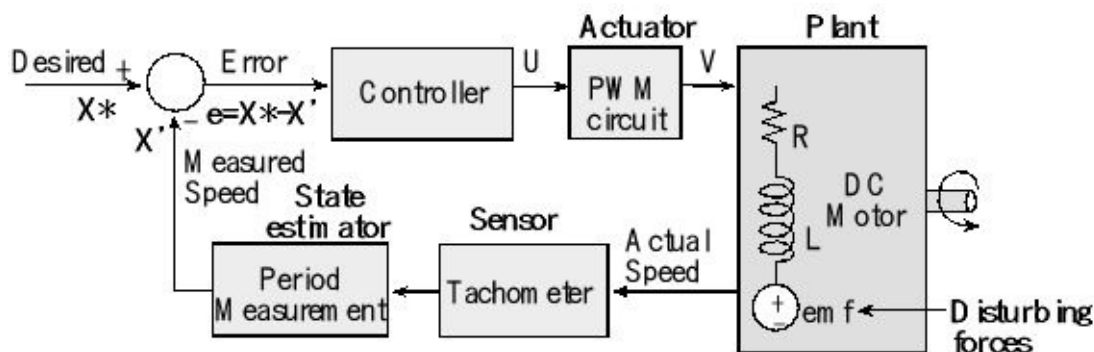 Actuator
Plant
Desired +
Error
U
V
X*
e=X*-X'
X'
-
Controller
PWM
circuit
R
L
DC
Motor
+
-
emf
Disturbing
forces
Measured
Speed
State
estimator
Period
Measurement
Sensor
Tachometer
Actual
Speed